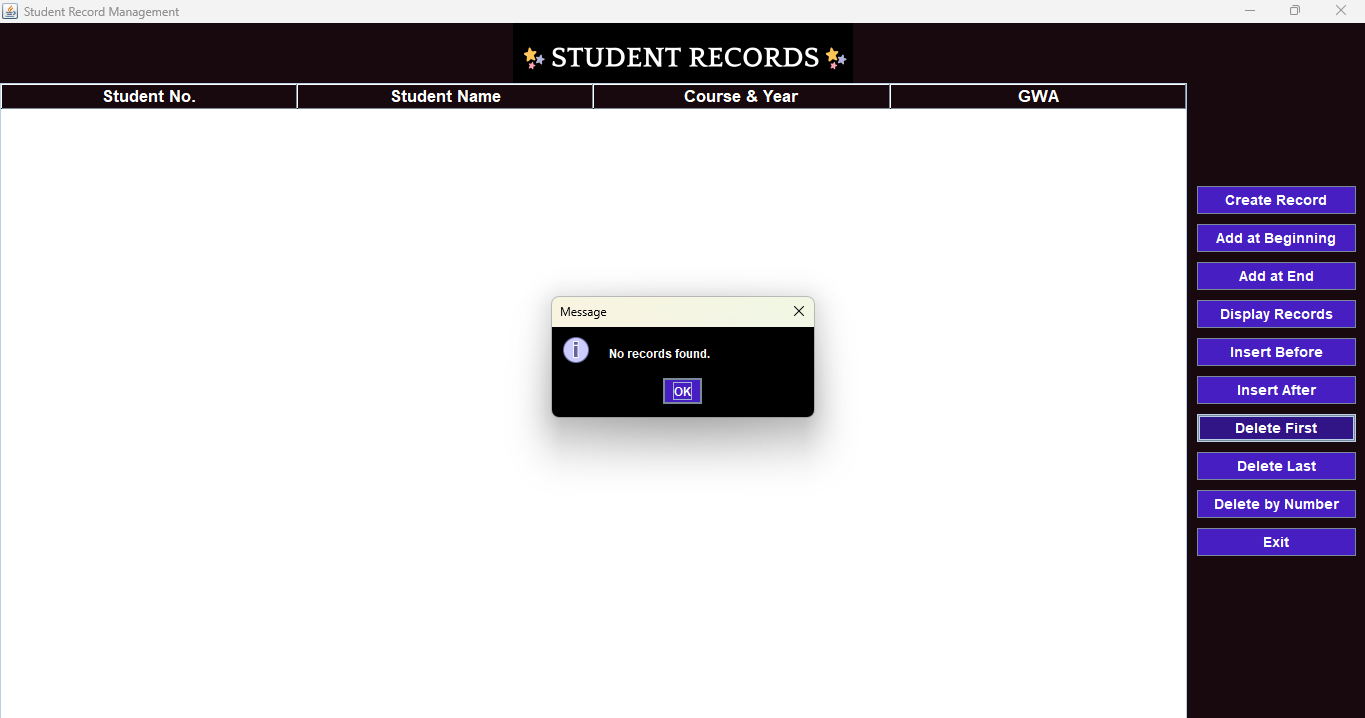 Student Record Management
STUDENT RECORDS
Student No. Student Name Course & Year GWA
Create Record
Add at Beginning
Add at End
Display Records
Insert Before
Insert After
Delete First
Delete Last
Delete by Number
Exit
Message
i No records found.
OK